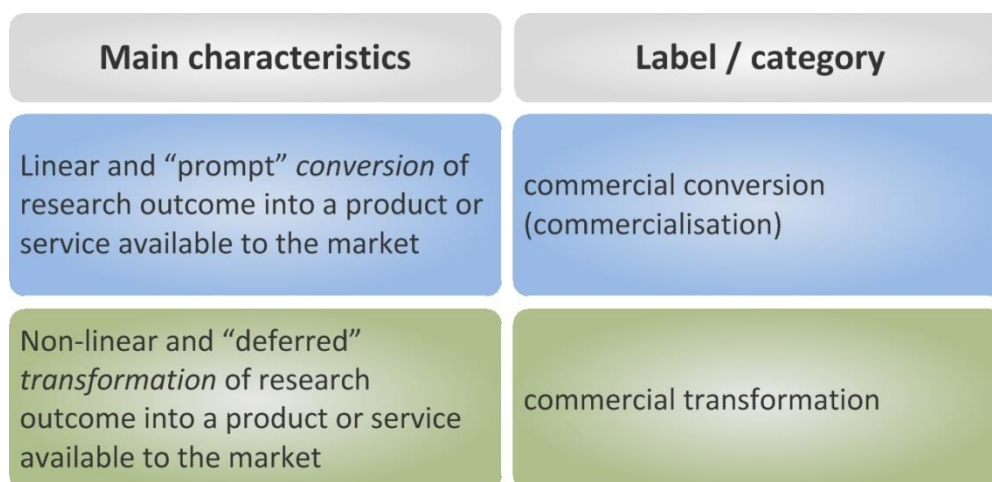 Main characteristics
Label / category
Linear and “prompt” conversion of
research outcome into a product or
service available to the market
commercial conversion
(commercialisation)
Non-linear and “deferred”
transformation of research
outcome into a product or service
available to the market
commercial transformation